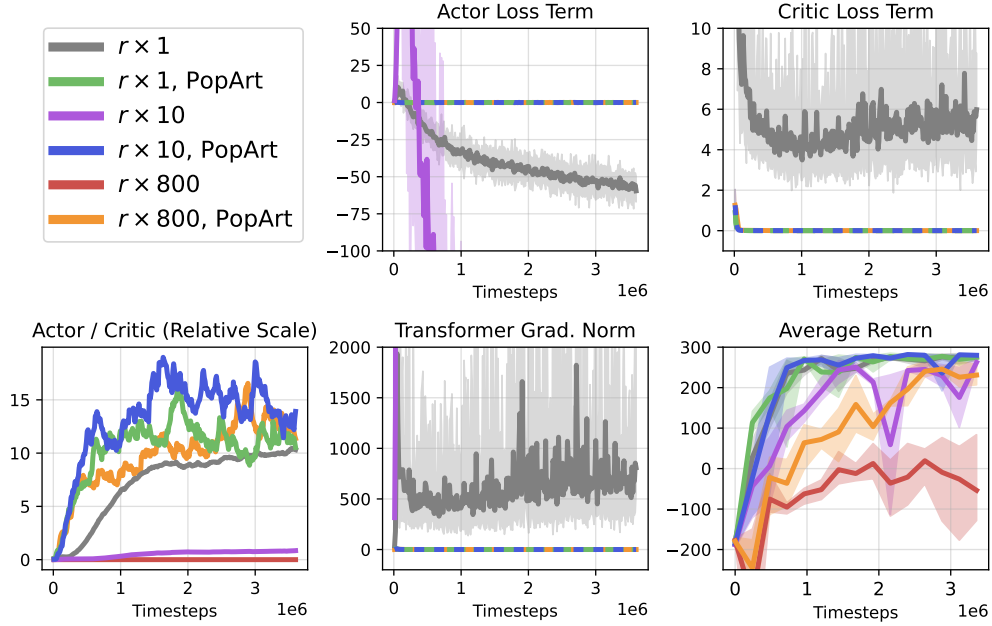 r × 1
r × 1, PopArt
r × 10
r × 10, PopArt
r × 800
r × 800, PopArt
Actor Loss Term
50
25
0
−25
−50
−75
−100
0 1 2 3
Timesteps
1e6
Critic Loss Term
10
8
6
4
2
0
0 1 2 3
Timesteps
1e6
Actor / Critic (Relative Scale)
15
10
5
0
0 1 2 3
Timesteps
1e6
Transformer Grad. Norm
2000
1500
1000
500
0
0 1 2 3
Timesteps
1e6
Average Return
300
200
100
0
−100
−200
0 1 2 3
Timesteps
1e6